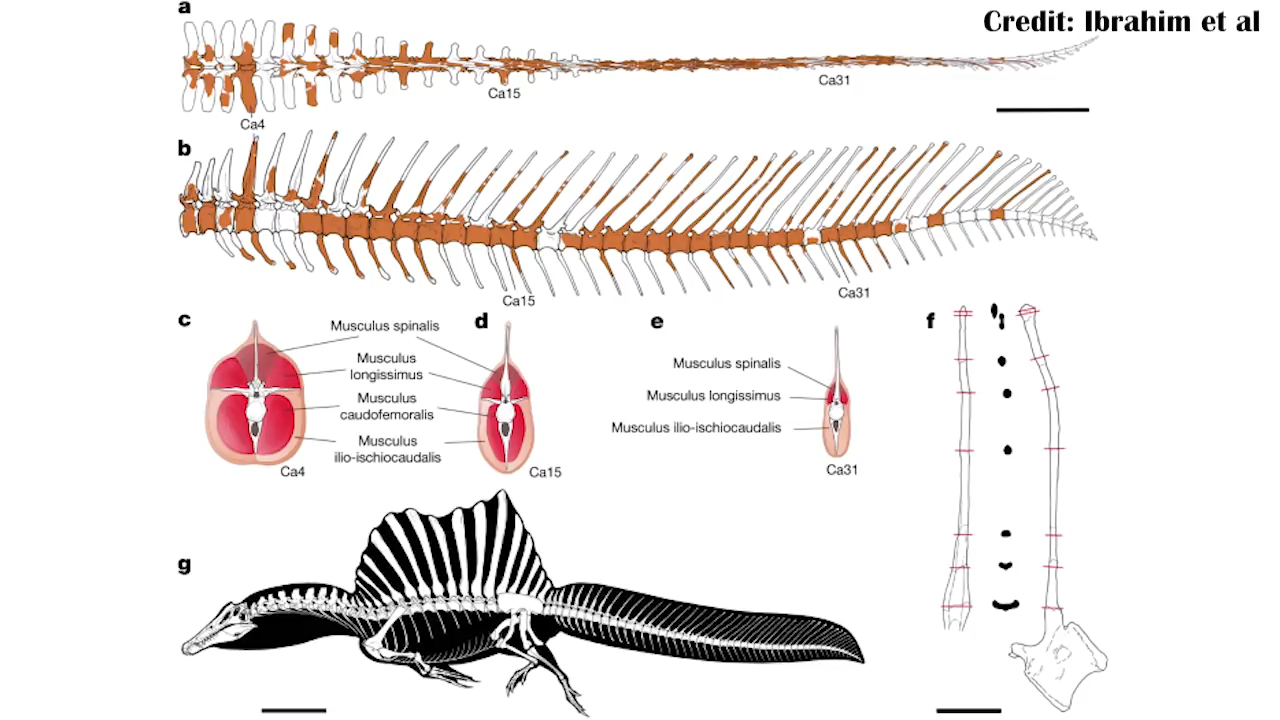 a
Credit: Ibrahim et al
Ca15
Ca31
Ca4
b
Ca15
Ca31
c
d
e
f
Musculus spinalis
Musculus
longissimus
Musculus
caudofemoralis
Musculus
ilio-ischiocaudalis
Ca4
Ca15
Musculus spinalis
Musculus longissimus
Musculus ilio-ischiocaudalis
Ca31
g